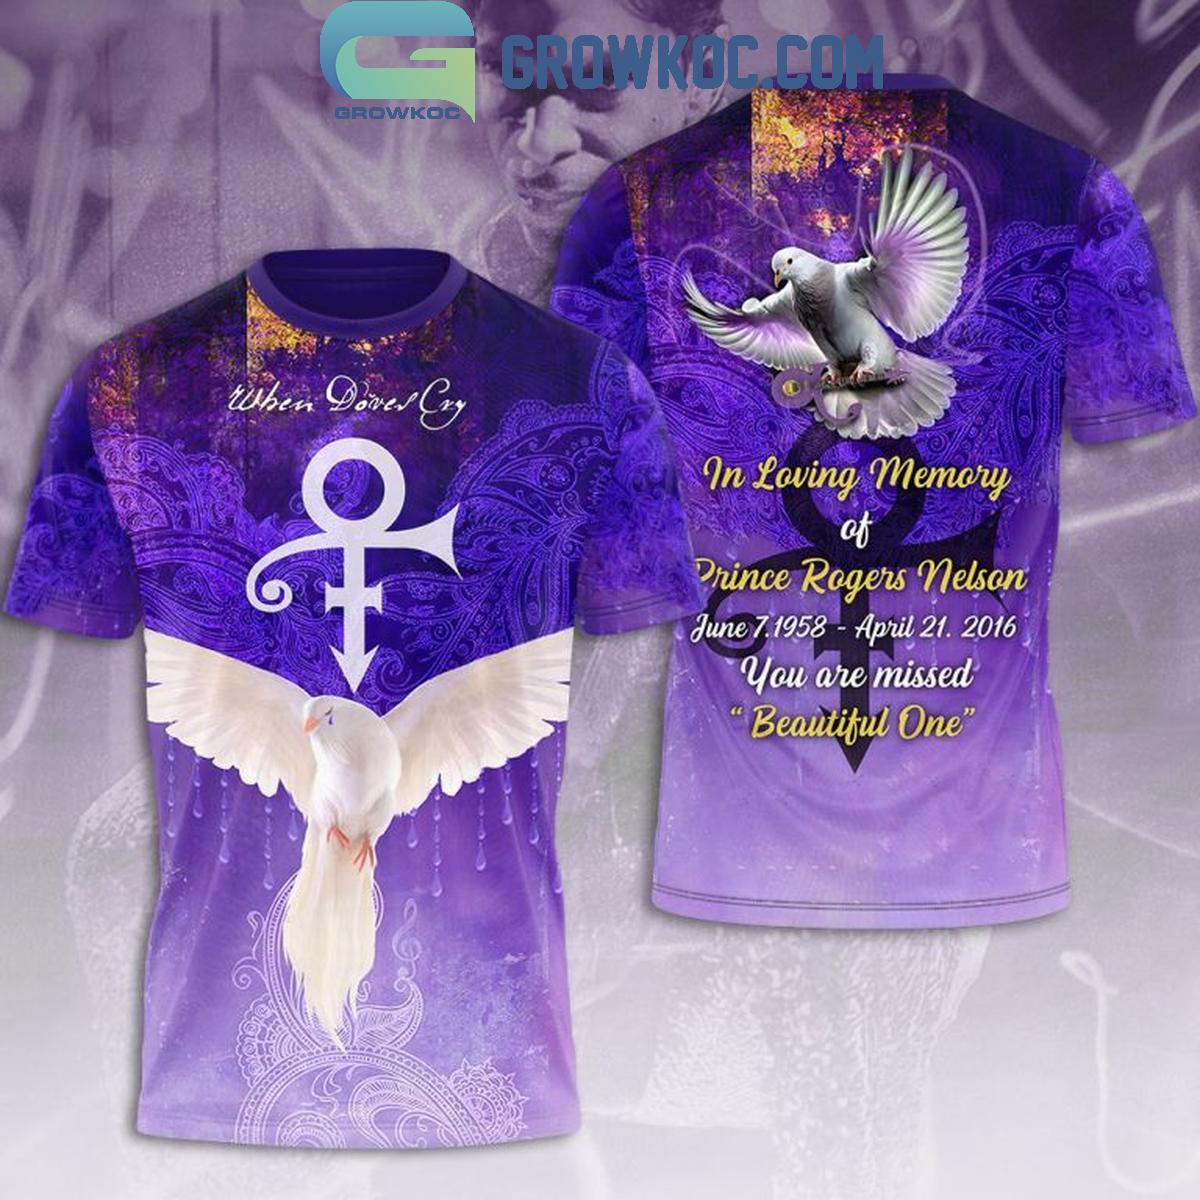 GROWKOC
GROWKOC.COM
When Doves Cry
In Loving Memory
of
Prince Rogers Nelson
June 7.1958 - April 21. 2016
You are missed
“Beautiful One”